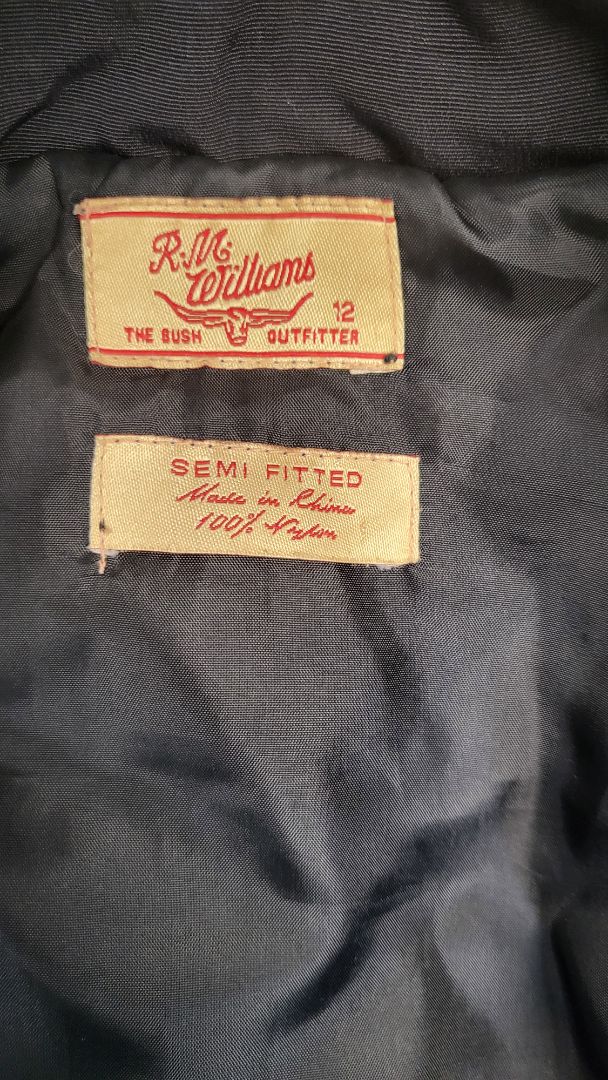 R.M.
Williams
12
THE BUSH OUTFITTER
SEMI FITTED
Made in China
100% Nylon